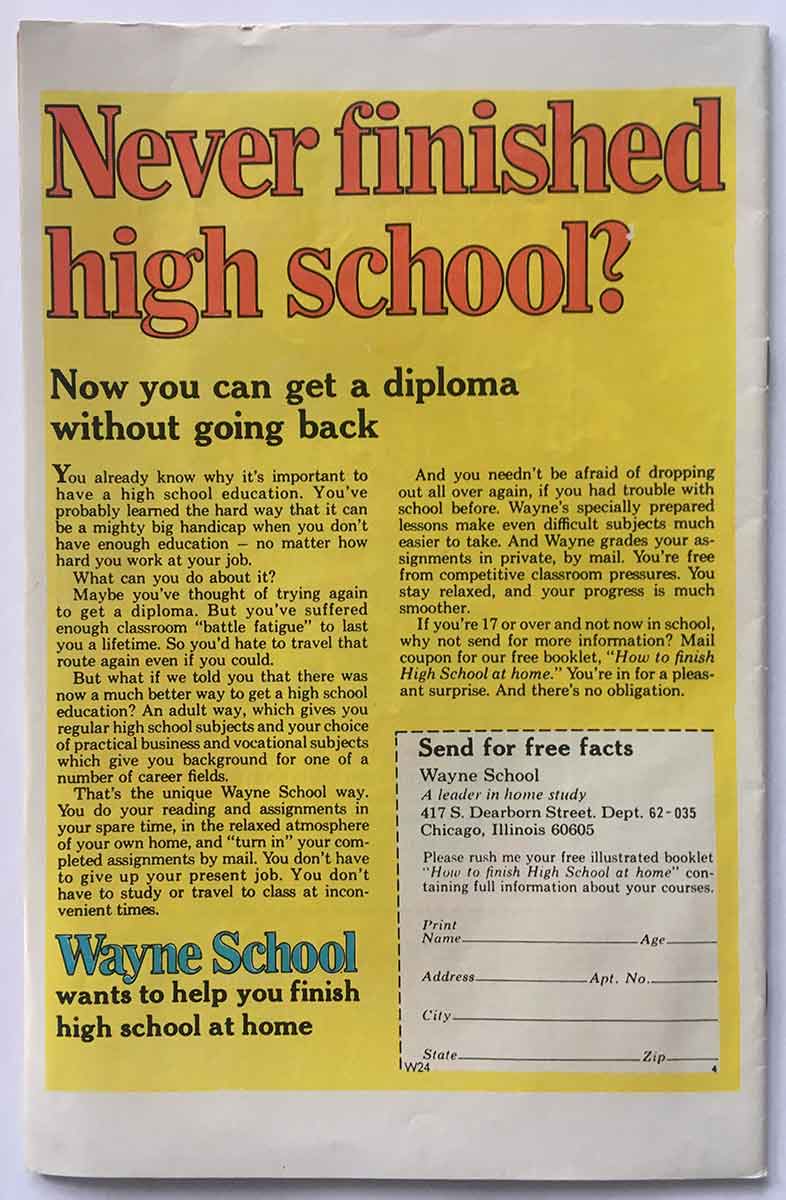 Never finished
high school?
Now you can get a diploma
without going back
You already know why it's important to
have a high school education. You've
probably learned the hard way that it can
be a mighty big handicap when you don't
have enough education – no matter how
hard you work at your job.
What can you do about it?
Maybe you've thought of trying again
to get a diploma. But you've suffered
enough classroom "battle fatigue" to last
you a lifetime. So you'd hate to travel that
route again even if you could.
But what if we told you that there was
now a much better way to get a high school
education? An adult way, which gives you
regular high school subjects and your choice
of practical business and vocational subjects
which give you background for one of a
number of career fields.
That's the unique Wayne School way.
You do your reading and assignments in
your spare time, in the relaxed atmosphere
of your own home, and "turn in" your com-
pleted assignments by mail. You don't have
to give up your present job. You don't
have to study or travel to class at incon-
venient times.
Wayne School
wants to help you finish
high school at home
And you needn't be afraid of dropping
out all over again, if you had trouble with
school before. Wayne's specially prepared
lessons make even difficult subjects much
easier to take. And Wayne grades your as-
signments in private, by mail. You're free
from competitive classroom pressures. You
stay relaxed, and your progress is much
smoother.
If you're 17 or over and not now in school,
why not send for more information? Mail
coupon for our free booklet, "How to finish
High School at home." You're in for a pleas-
ant surprise. And there's no obligation.
Send for free facts
Wayne School
A leader in home study
417 S. Dearborn Street. Dept. 62-035
Chicago, Illinois 60605
Please rush me your free illustrated booklet
"How to finish High School at home" con-
taining full information about your courses.
Print
Name Age
Address Apt. No.
City
State Zip
W24 4